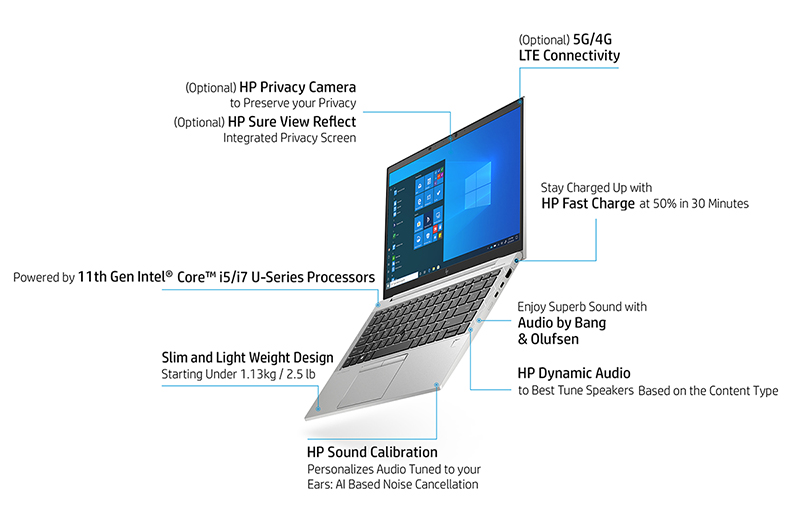 (Optional) 5G/4G
LTE Connectivity
(Optional) HP Privacy Camera
to Preserve your Privacy
(Optional) HP Sure View Reflect
Integrated Privacy Screen
Stay Charged Up with
HP Fast Charge at 50% in 30 Minutes
Powered by 11th Gen Intel® Core™ i5/i7 U-Series Processors
Enjoy Superb Sound with
Audio by Bang
& Olufsen
Slim and Light Weight Design
Starting Under 1.13kg / 2.5 lb
HP Dynamic Audio
to Best Tune Speakers Based on the Content Type
HP Sound Calibration
Personalizes Audio Tuned to your
Ears: AI Based Noise Cancellation